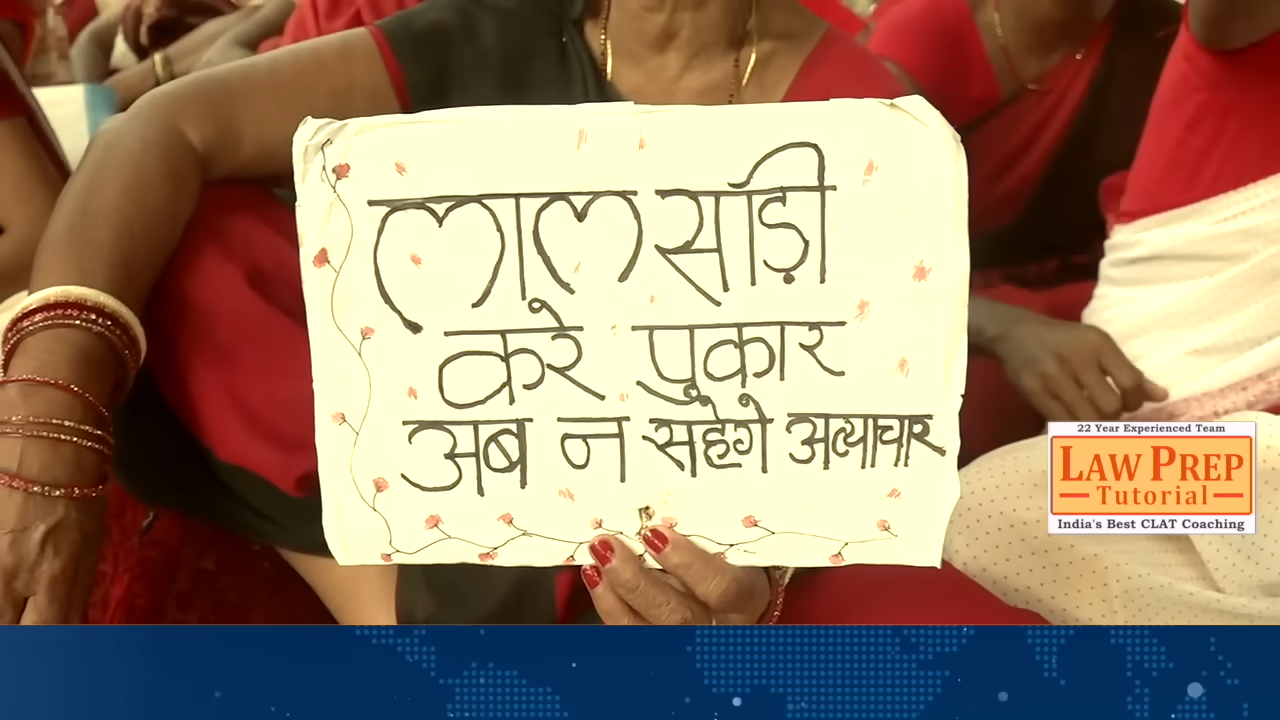 लाल साड़ी
करे पुकार
अब न सहेगे अत्याचार
22 Year Experienced Team
LAW PREP
Tutorial
India's Best CLAT Coaching